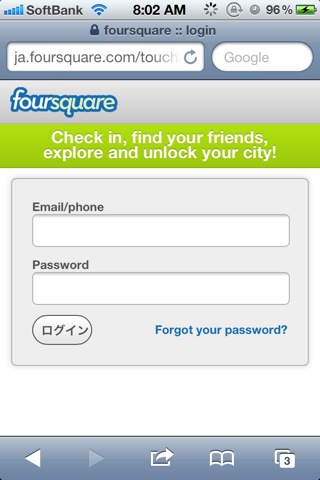 SoftBank 8:02 AM 96%
foursquare :: login
ja.foursquare.com/touch
Google
foursquare
Check in, find your friends,
explore and unlock your city!
Email/phone
Password
ログイン
Forgot your password?
3